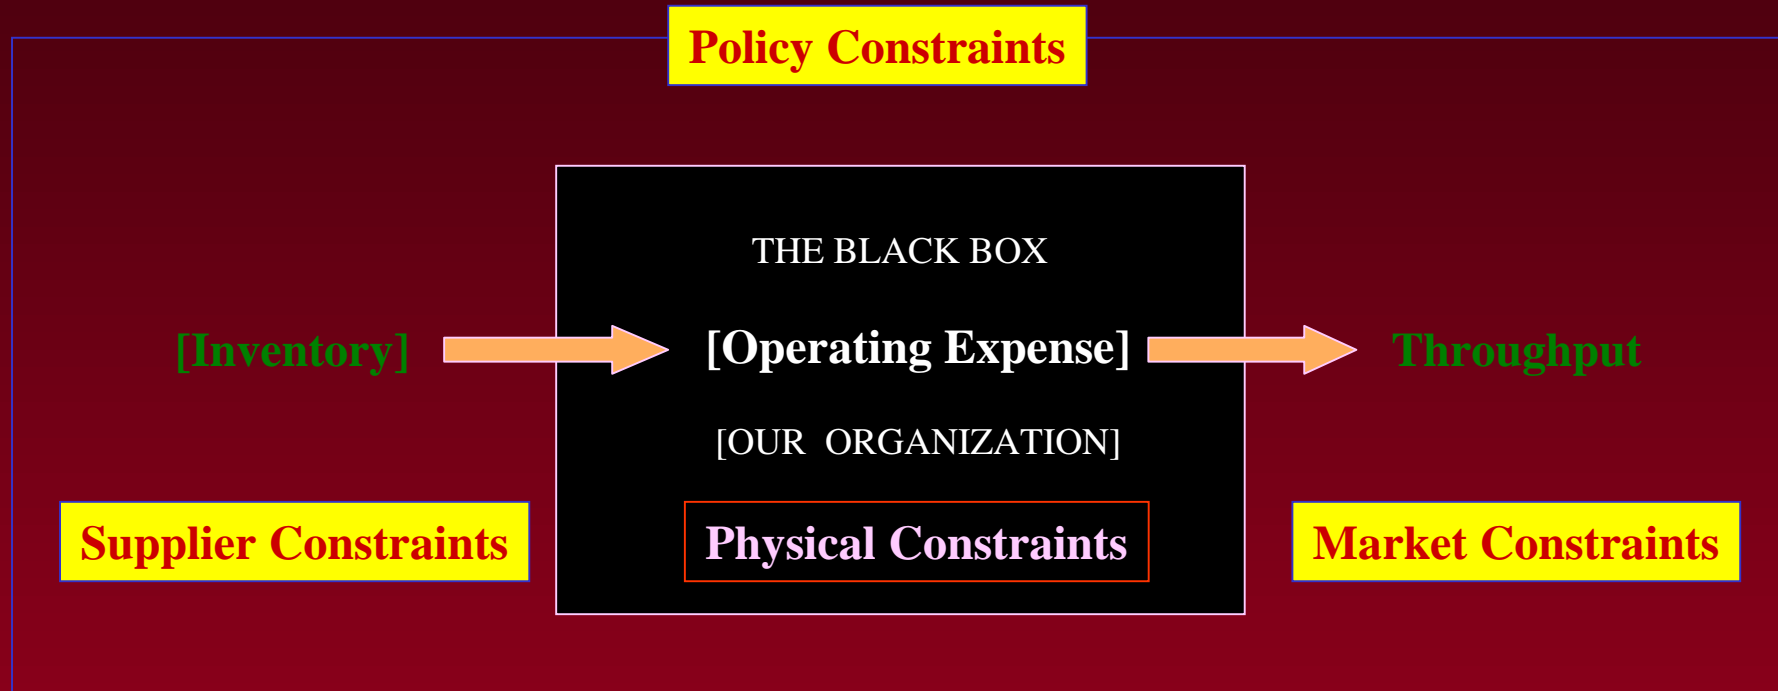 Policy Constraints
THE BLACK BOX
[Inventory]
[Operating Expense]
Throughput
[OUR ORGANIZATION]
Supplier Constraints
Physical Constraints
Market Constraints